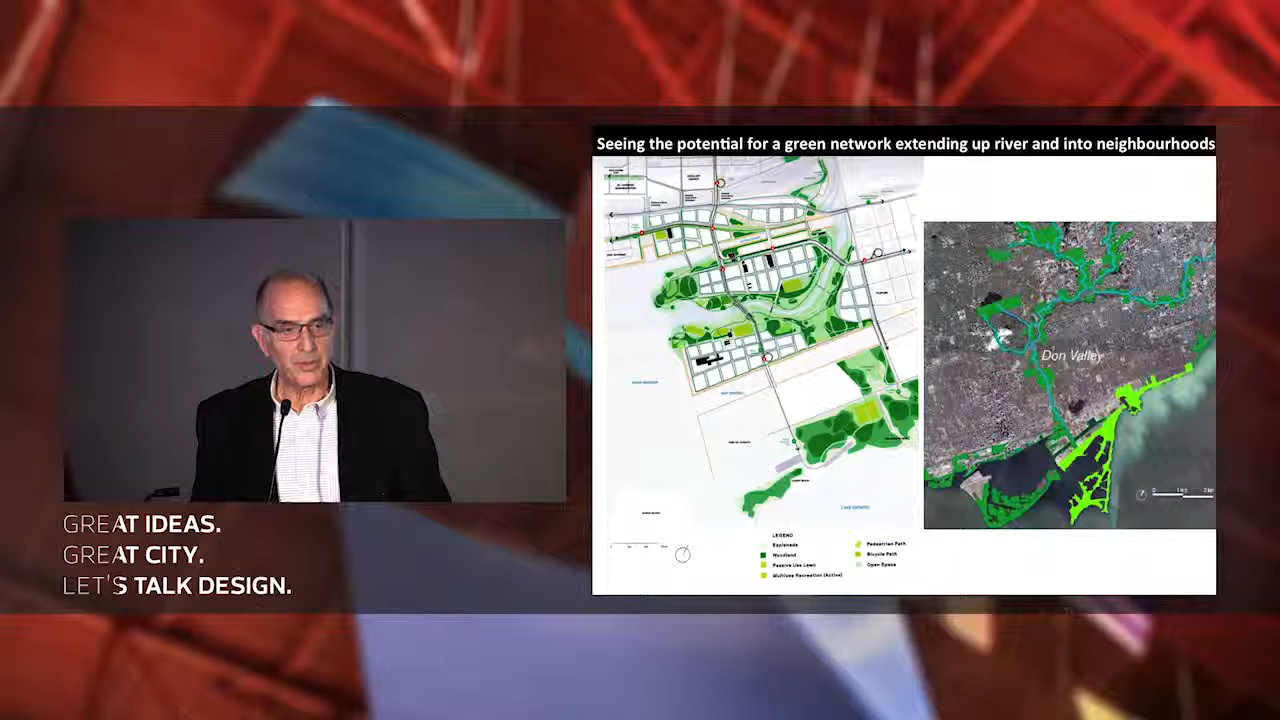 Seeing the potential for a green network extending up river and into neighbourhoods
Don Valley
LEGEND
Esplanade
Woodland
Passive Use Lawn
Multiuse Recreation (Active)
Pedestrian Path
Bicycle Path
Open Space
GREAT IDEAS.
GREAT CITY.
LET'S TALK DESIGN.